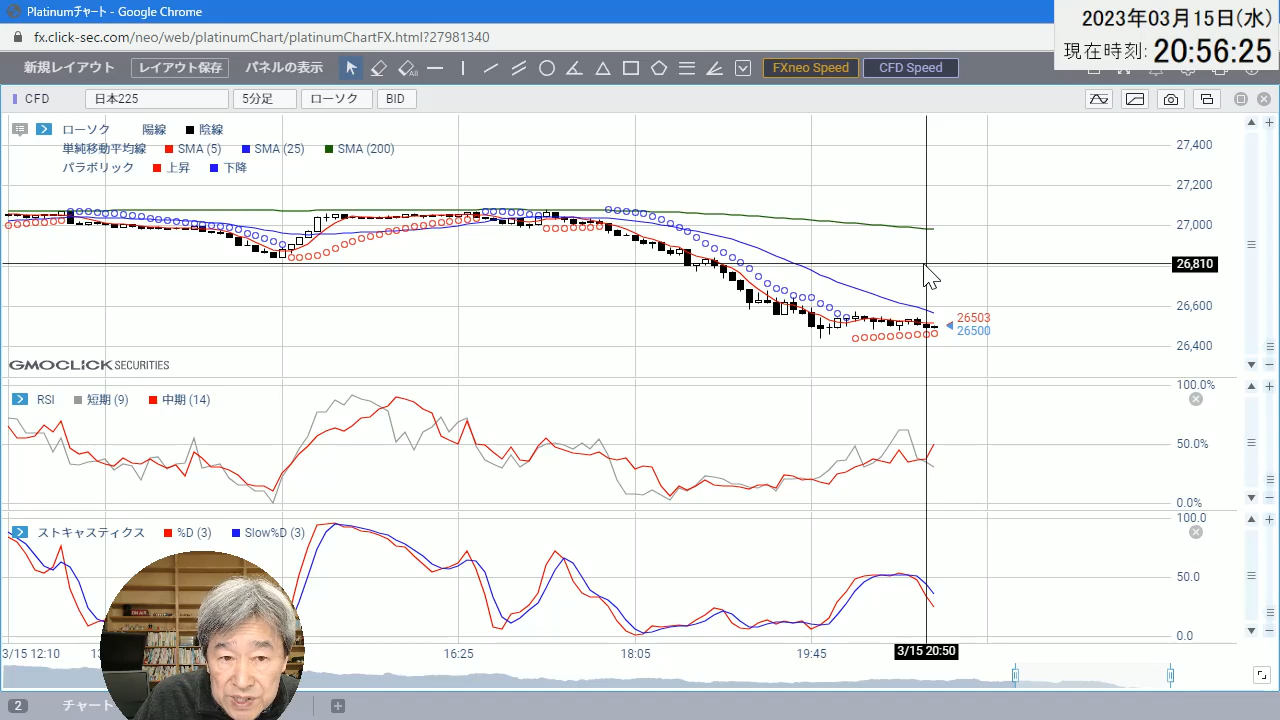 Platinumチャート - Google Chrome
fx.click-sec.com/neo/web/platinumChart/platinumChartFX.html?27981340
2023年03月15日(水)
現在時刻: 20:56:25
新規レイアウト レイアウト保存 パネルの表示 FXneo Speed CFD Speed
CFD 日本225 5分足 ローソク BID
ローソク 陽線 陰線
単純移動平均線 SMA (5) SMA (25) SMA (200)
パラボリック 上昇 下降
27,400
27,200
27,000
26,810
26,600
26503
26500
26,400
GMOCLICK SECURITIES
RSI 短期 (9) 中期 (14)
100.0%
50.0%
0.0%
ストキャスティクス %D (3) Slow%D (3)
100.0
50.0
0.0
ON AIR
3/15 12:10 16:25 18:05 19:45 3/15 20:50
2 チャート